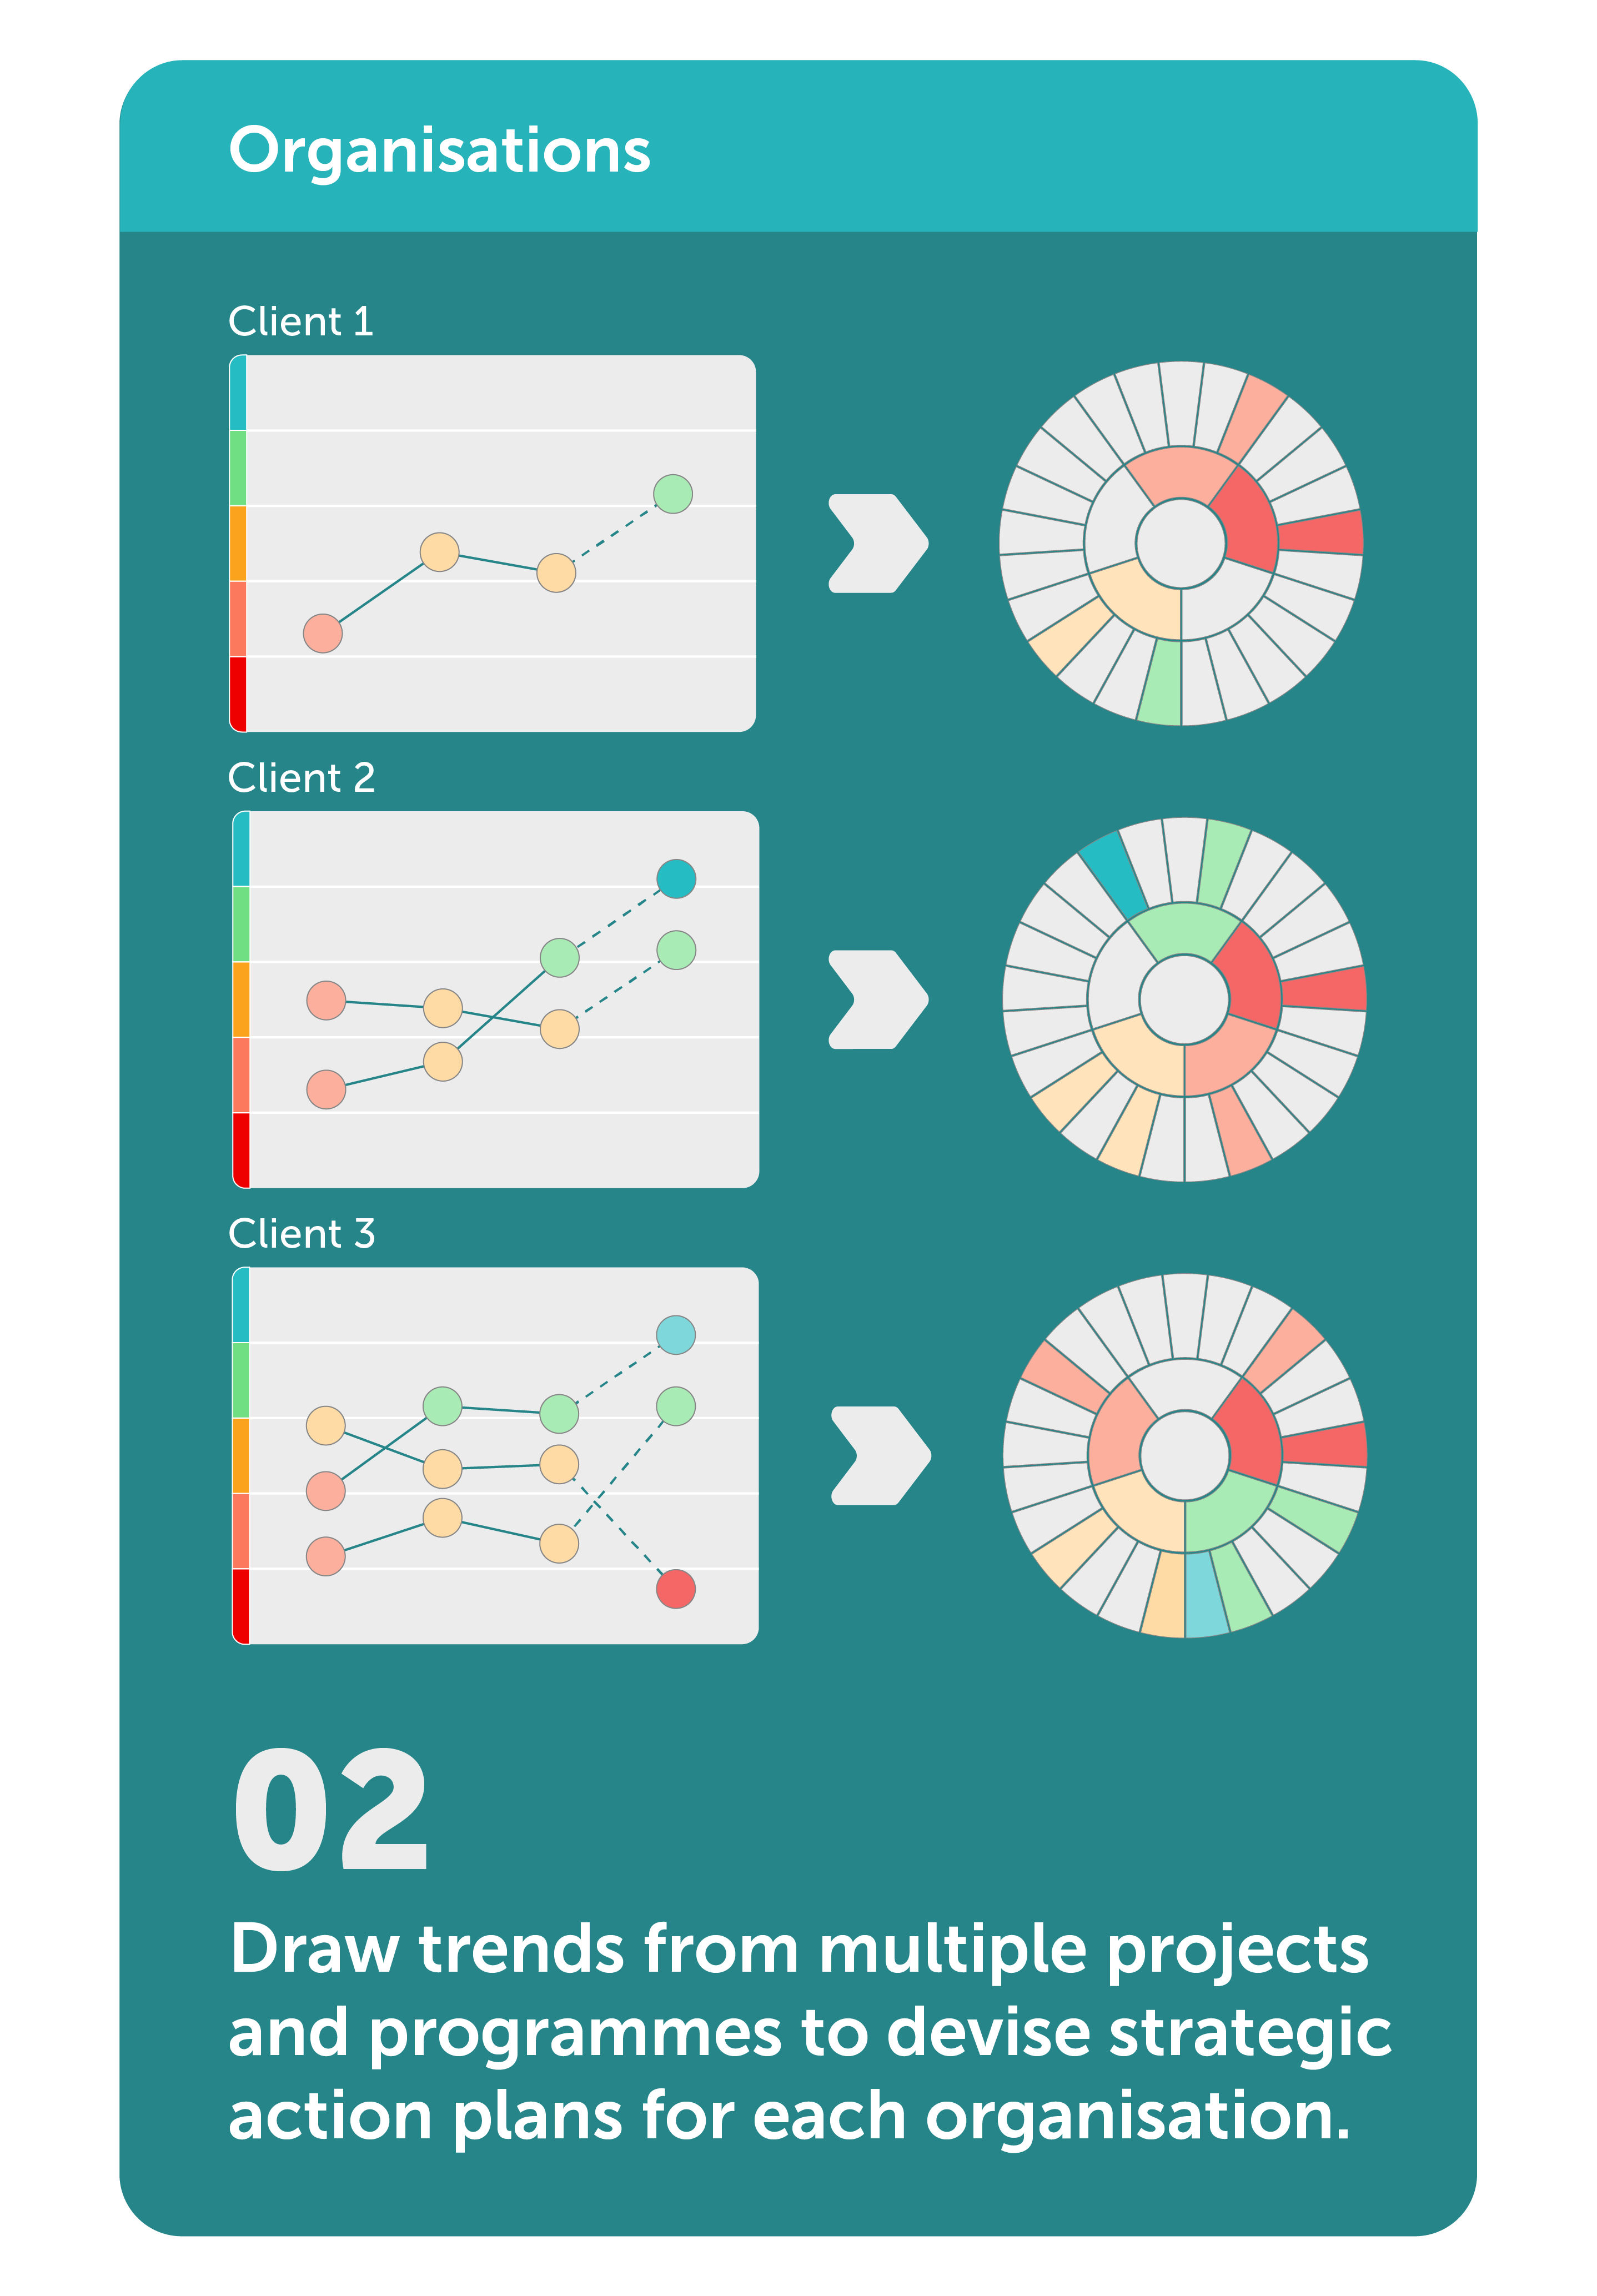 Organisations
Client 1
Client 2
Client 3
02
Draw trends from multiple projects
and programmes to devise strategic
action plans for each organisation.